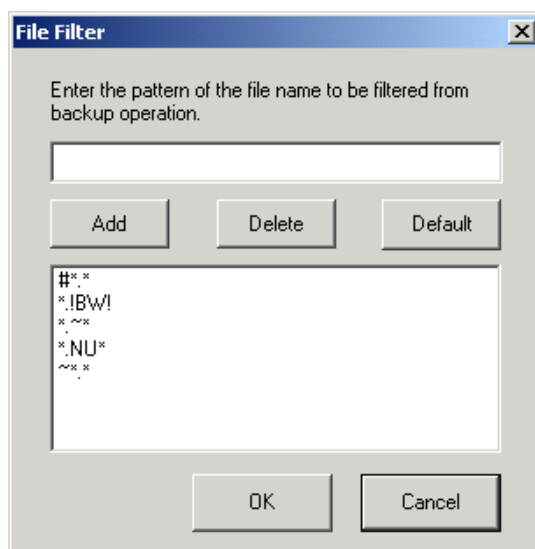 File Filter
Enter the pattern of the file name to be filtered from
backup operation.
Add Delete Default
#*.*
*.!BW!
*.~*
*.NU*
~*.*
OK Cancel